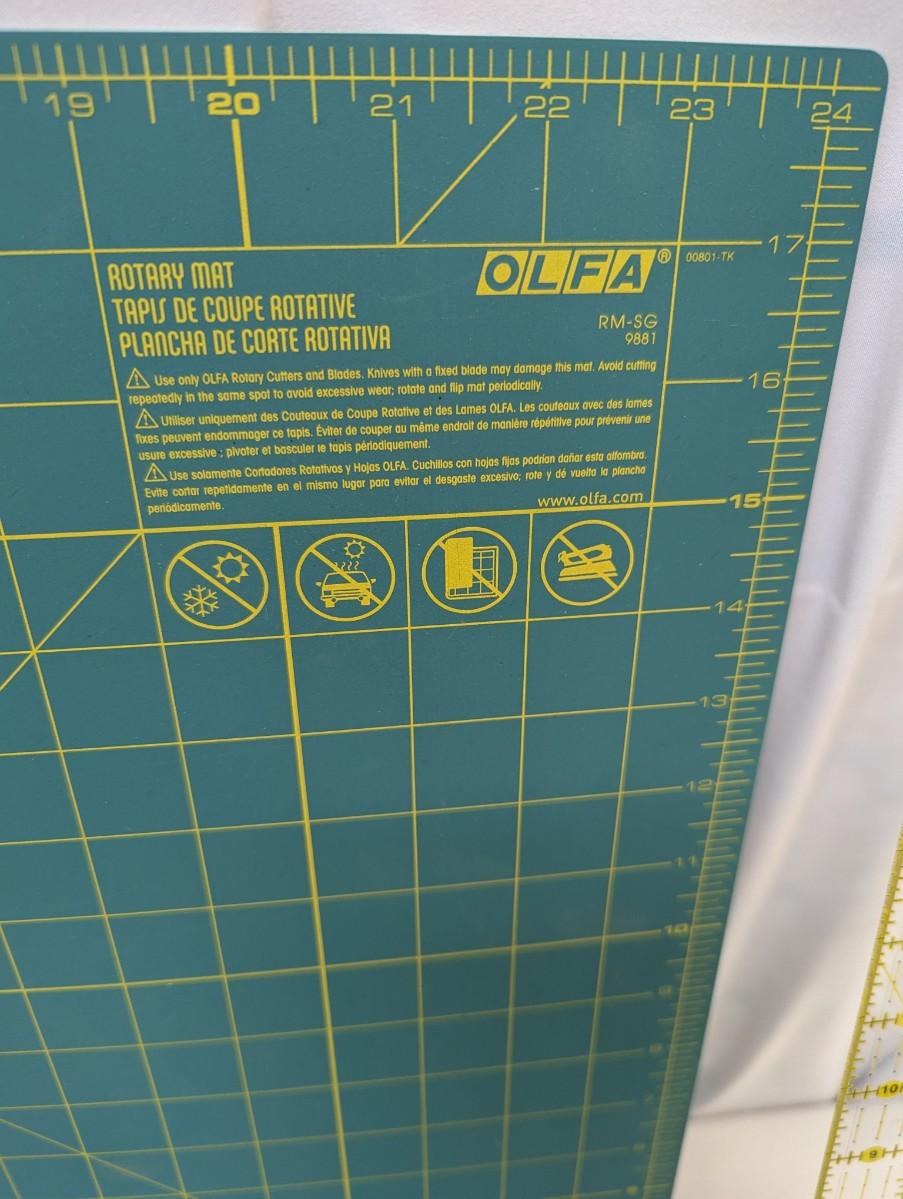 19 20 21 22 23 24
17
ROTARY MAT
TAPIS DE COUPE ROTATIVE
PLANCHA DE CORTE ROTATIVA
OLFA® 00801-TK
RM-SG
9881
⚠ Use only OLFA Rotary Cutters and Blades. Knives with a fixed blade may damage this mat. Avoid cutting
repeatedly in the same spot to avoid excessive wear; rotate and flip mat periodically.
⚠ Utiliser uniquement des Couteaux de Coupe Rotative et des Lames OLFA. Les couteaux avec des lames
fixes peuvent endommager ce tapis. Éviter de couper au même endroit de manière répétitive pour prévenir une
usure excessive ; pivoter et basculer le tapis périodiquement.
⚠ Use solamente Cortadores Rotativos y Hojas OLFA. Cuchillos con hojas fijas podrian dañar esta alfombra.
Evite cortar repetidamente en el mismo lugar para evitar el desgaste excesivo; rote y dé vuelta la plancha
periódicamente.
www.olfa.com
16
15
14
13
12
11
10
9
8
10
9